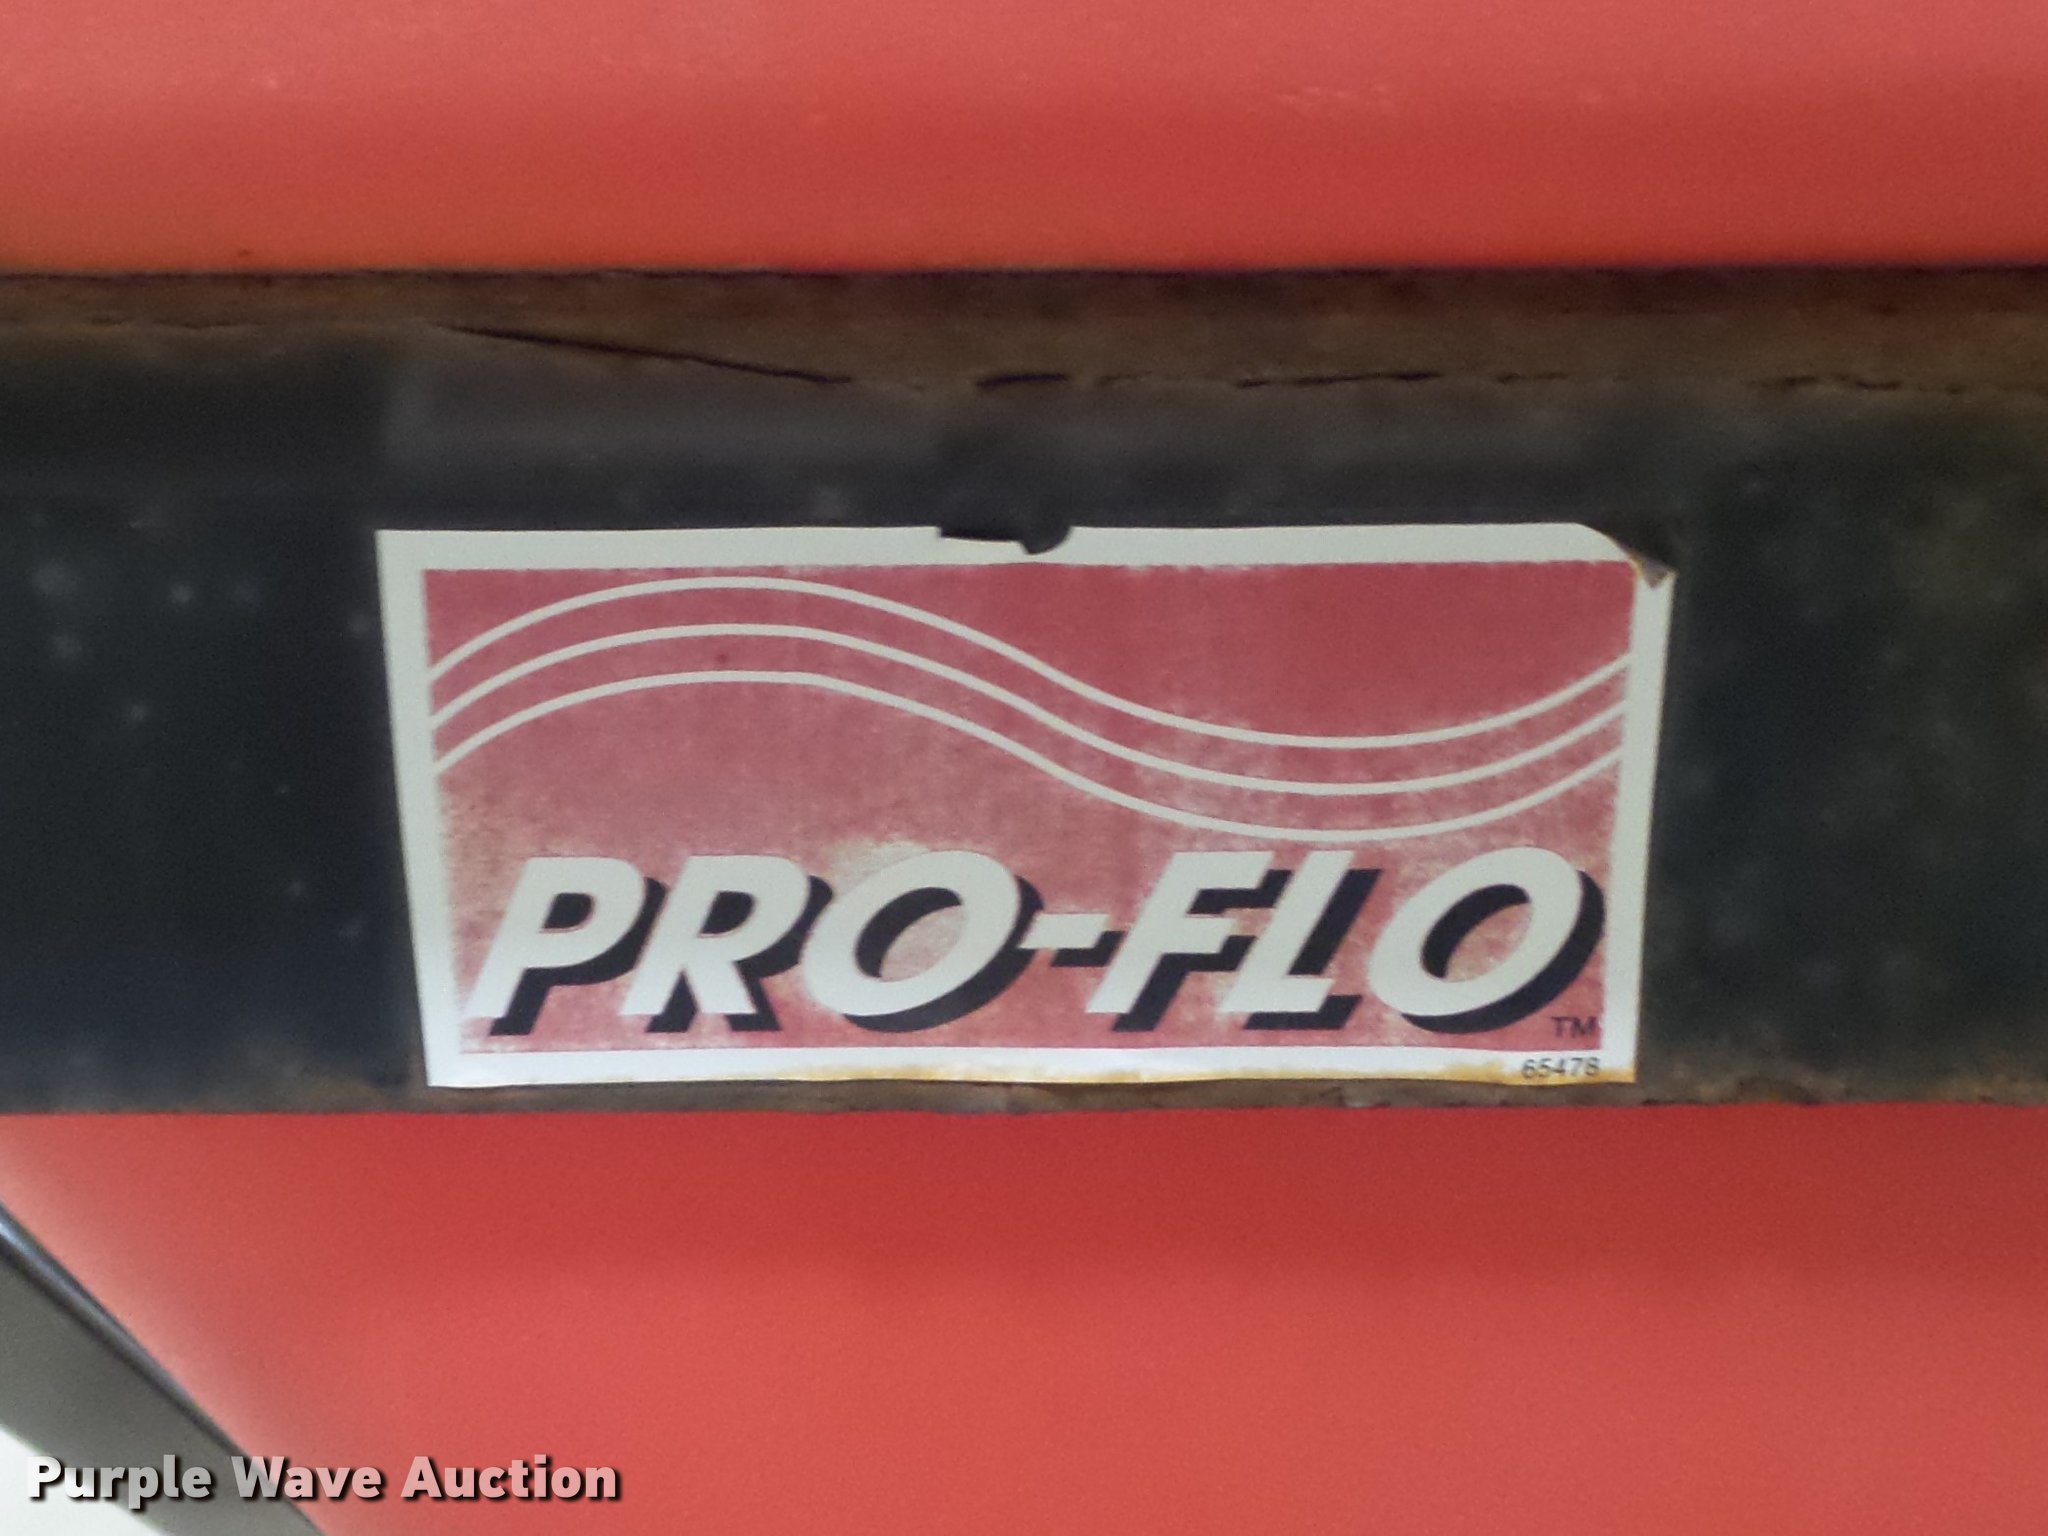 PRO-FLO
TM
65478
Purple Wave Auction